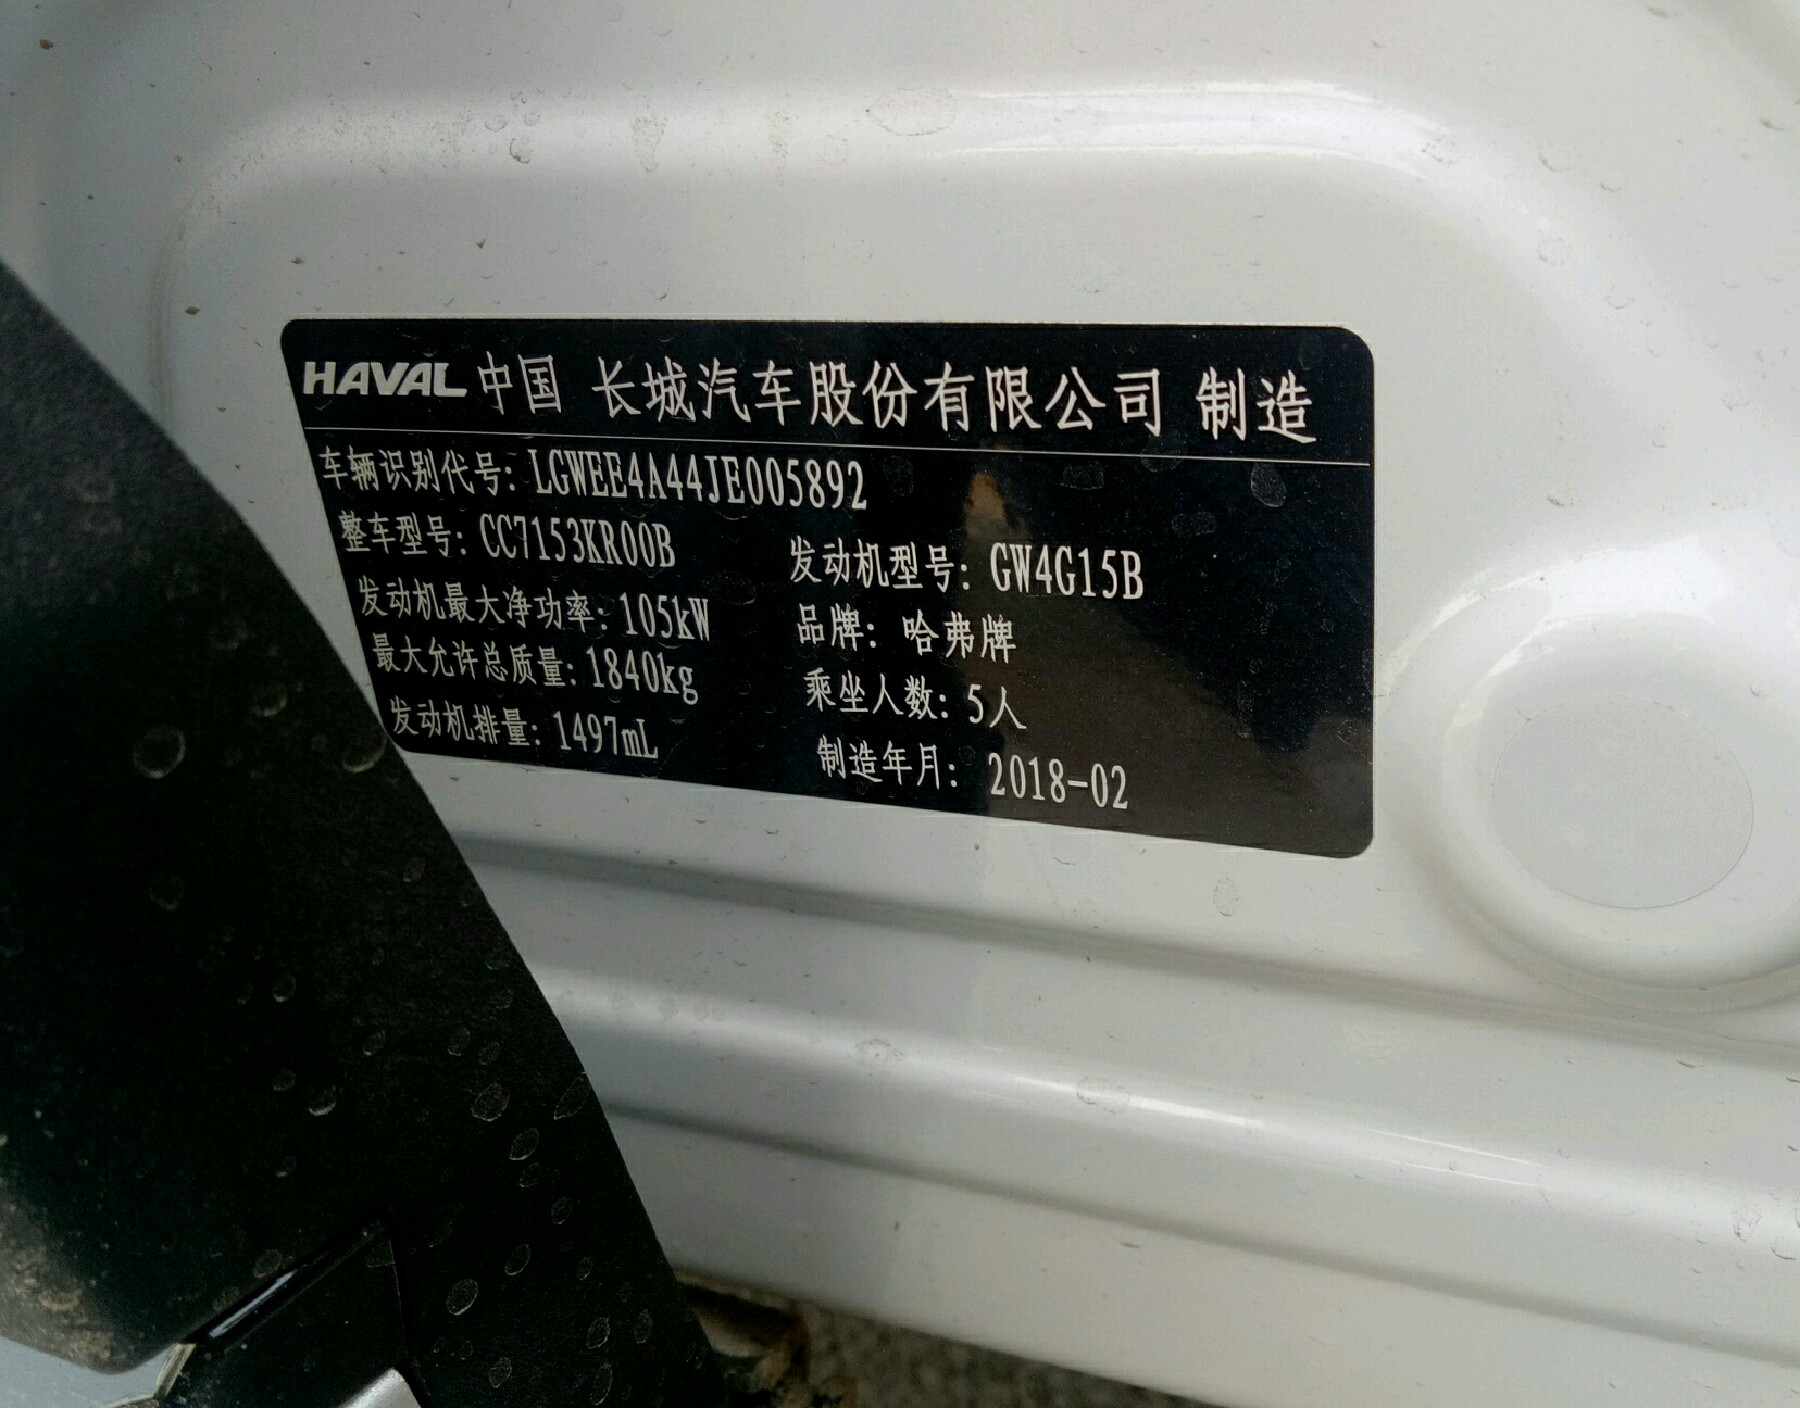 HAVAL 中国 长城汽车股份有限公司 制造
车辆识别代号: LGWEE4A44JE005892
整车型号: CC7153KR00B 发动机型号: GW4G15B
发动机最大净功率: 105kW 品牌: 哈弗牌
最大允许总质量: 1840kg 乘坐人数: 5人
发动机排量: 1497mL 制造年月: 2018-02